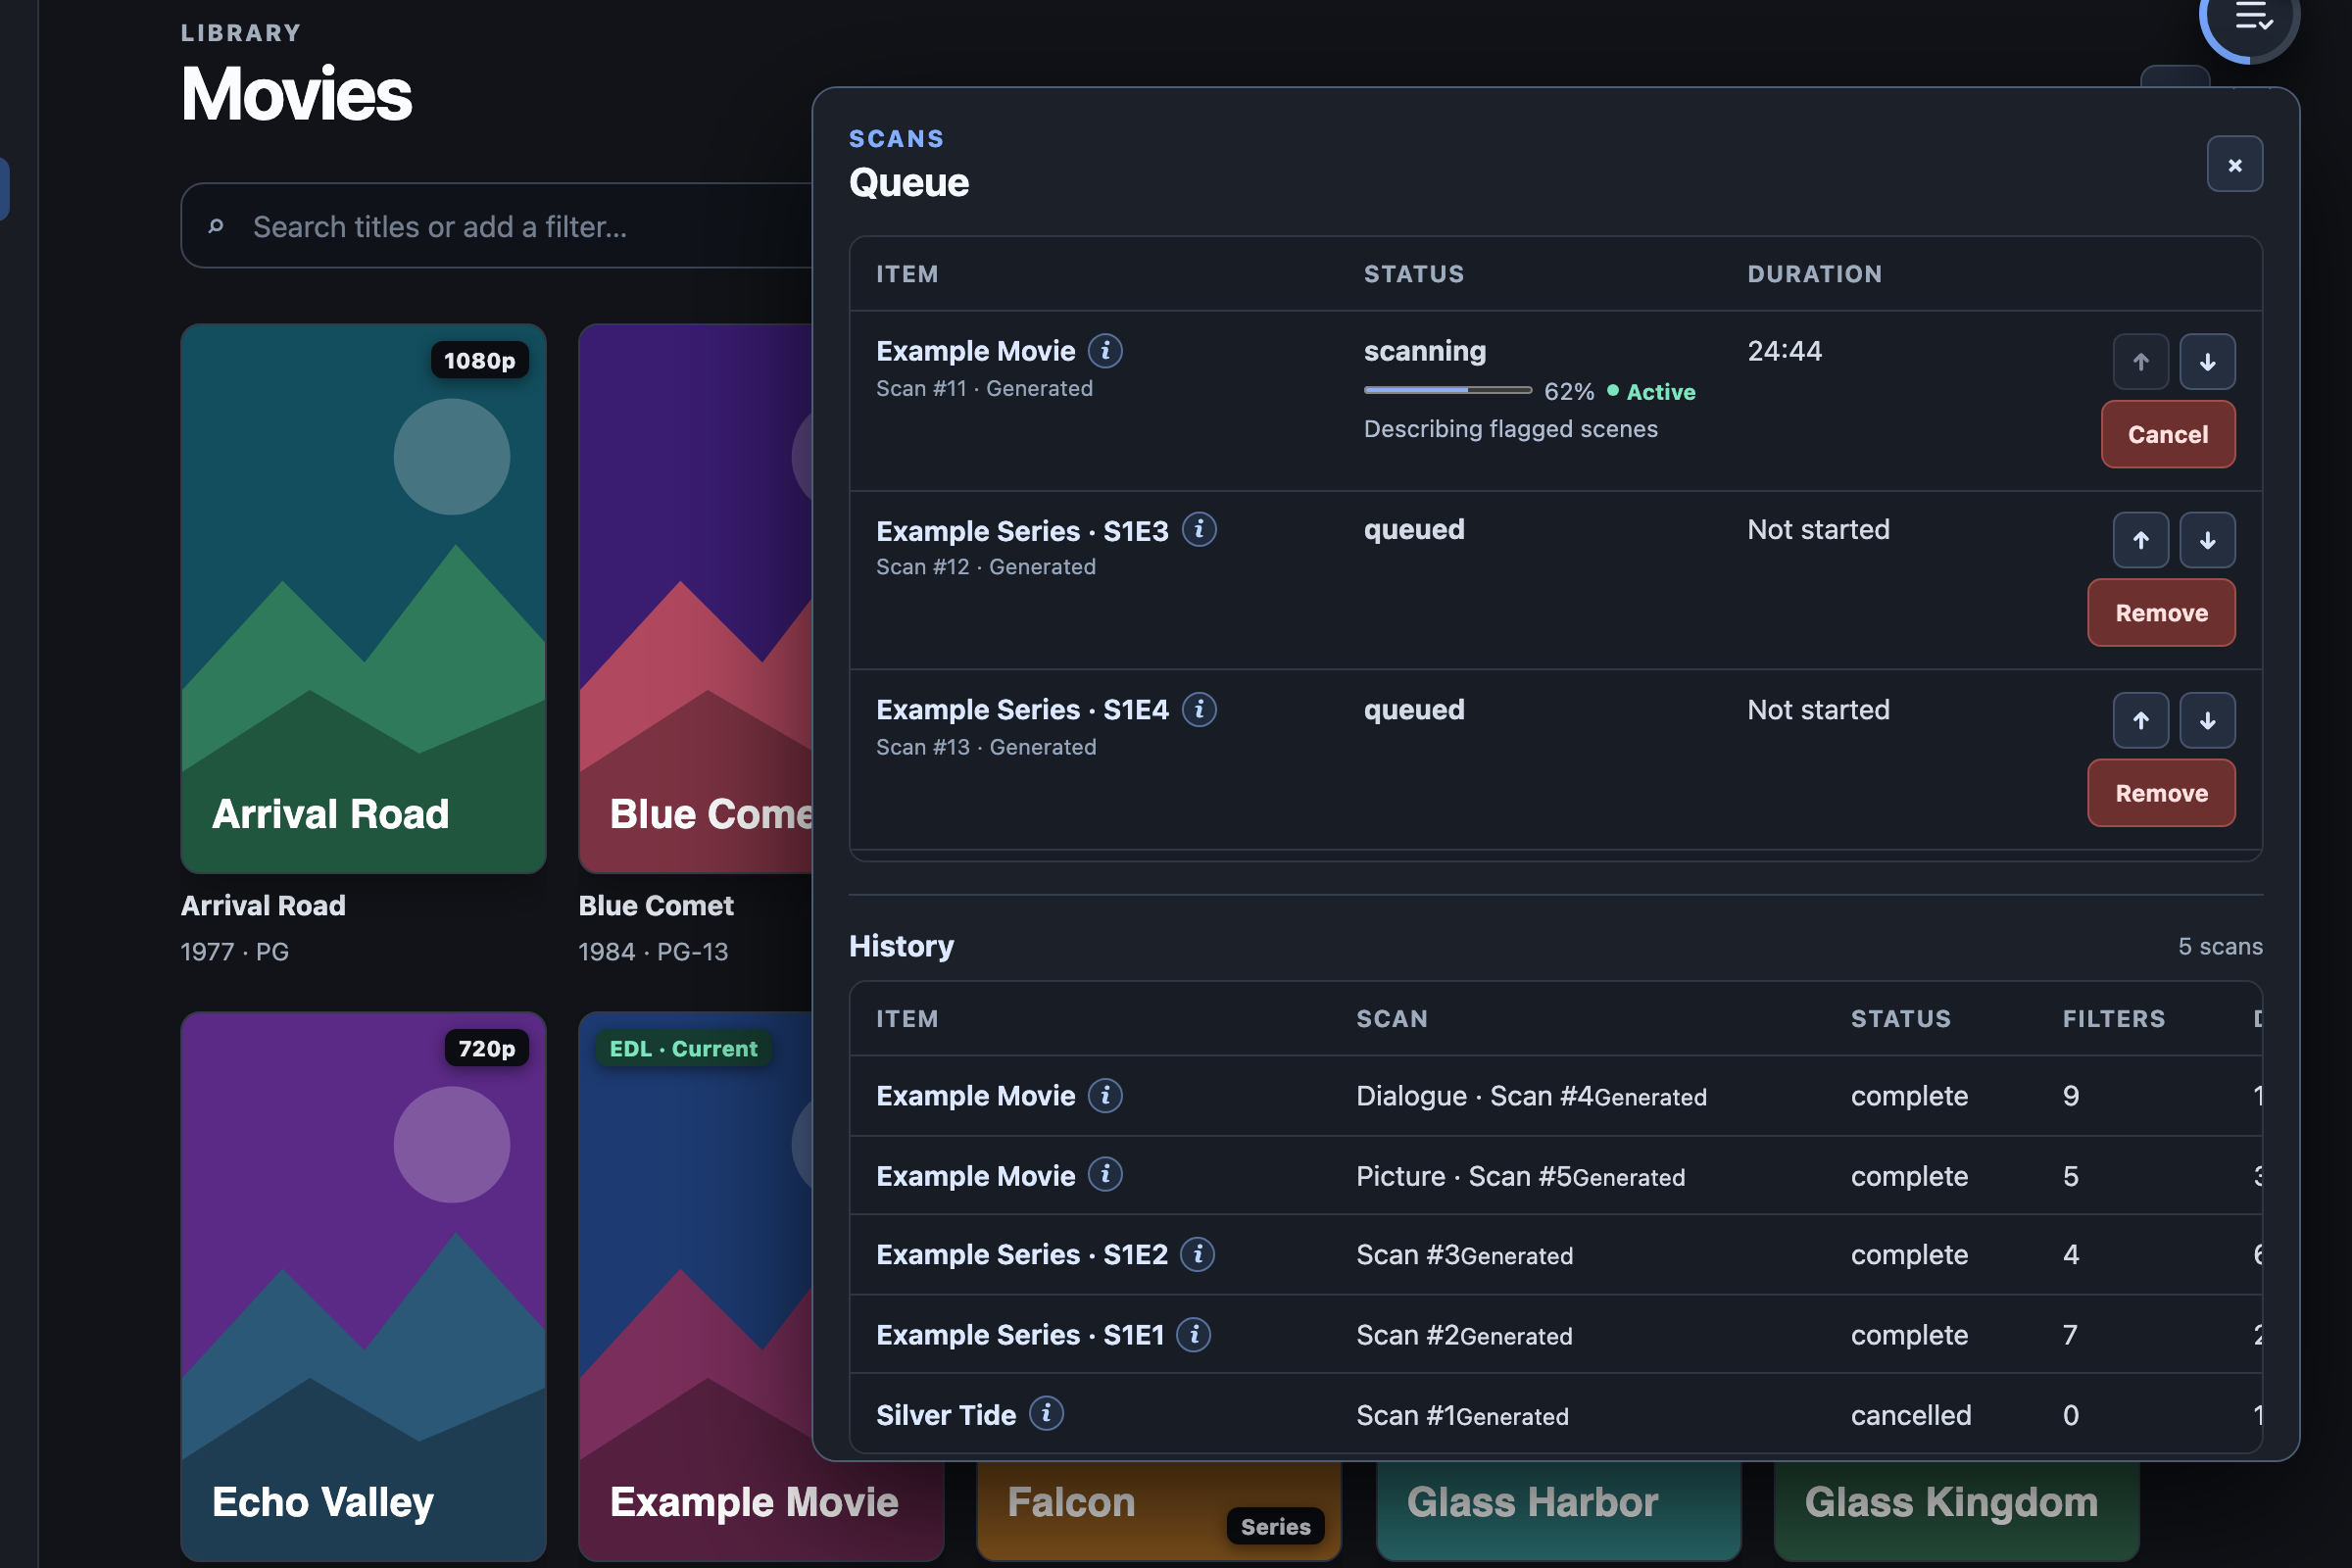 LIBRARY
Movies
Search titles or add a filter...
1080p
Arrival Road
Arrival Road
1977 · PG
Blue Come
Blue Comet
1984 · PG-13
720p
Echo Valley
EDL · Current
Example Movie
Falcon
Series
Glass Harbor
Glass Kingdom
SCANS
Queue
×
ITEM STATUS DURATION
Example Movie i scanning 24:44
Scan #11 · Generated 62% Active
Describing flagged scenes
Cancel
Example Series · S1E3 i queued Not started
Scan #12 · Generated
Remove
Example Series · S1E4 i queued Not started
Scan #13 · Generated
Remove
History 5 scans
ITEM SCAN STATUS FILTERS
Example Movie i Dialogue · Scan #4Generated complete 9
Example Movie i Picture · Scan #5Generated complete 5
Example Series · S1E2 i Scan #3Generated complete 4
Example Series · S1E1 i Scan #2Generated complete 7
Silver Tide i Scan #1Generated cancelled 0